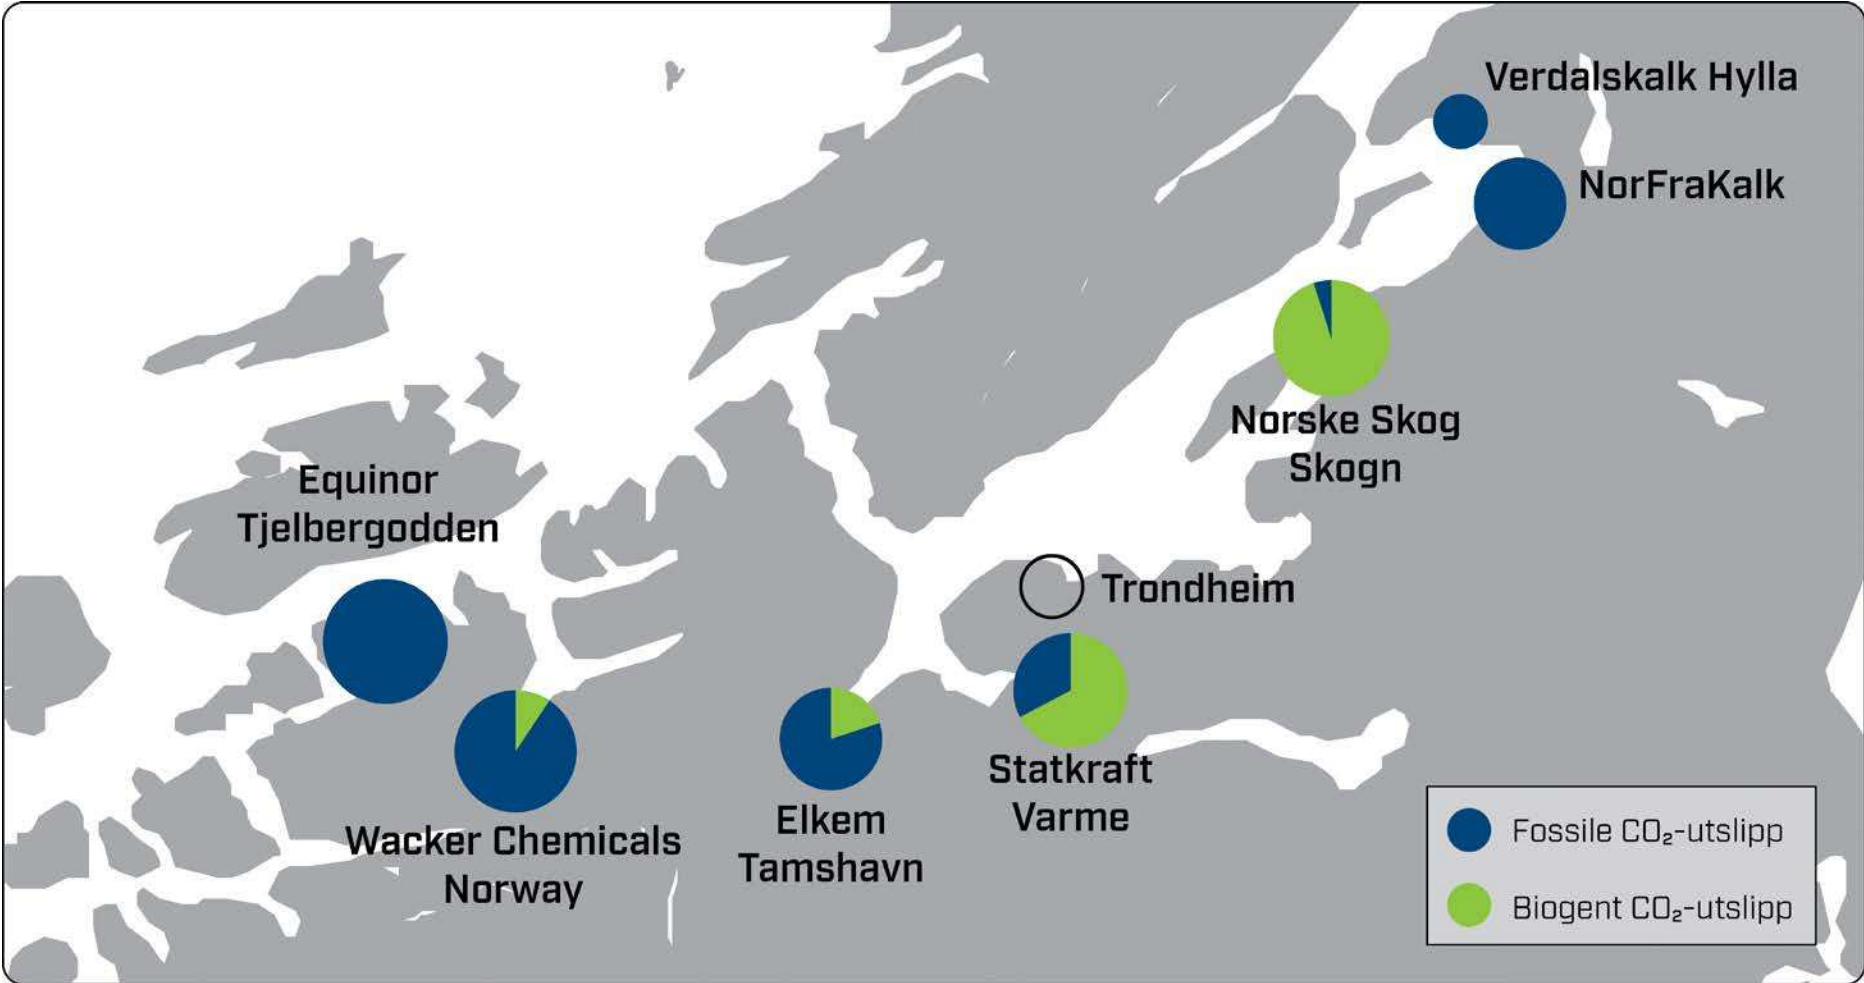 Verdalskalk Hylla
NorFraKalk
Norske Skog
Skogn
Equinor
Tjelbergodden
Trondheim
Wacker Chemicals
Norway
Elkem
Tamshavn
Statkraft
Varme
Fossile CO₂-utslipp
Biogent CO₂-utslipp